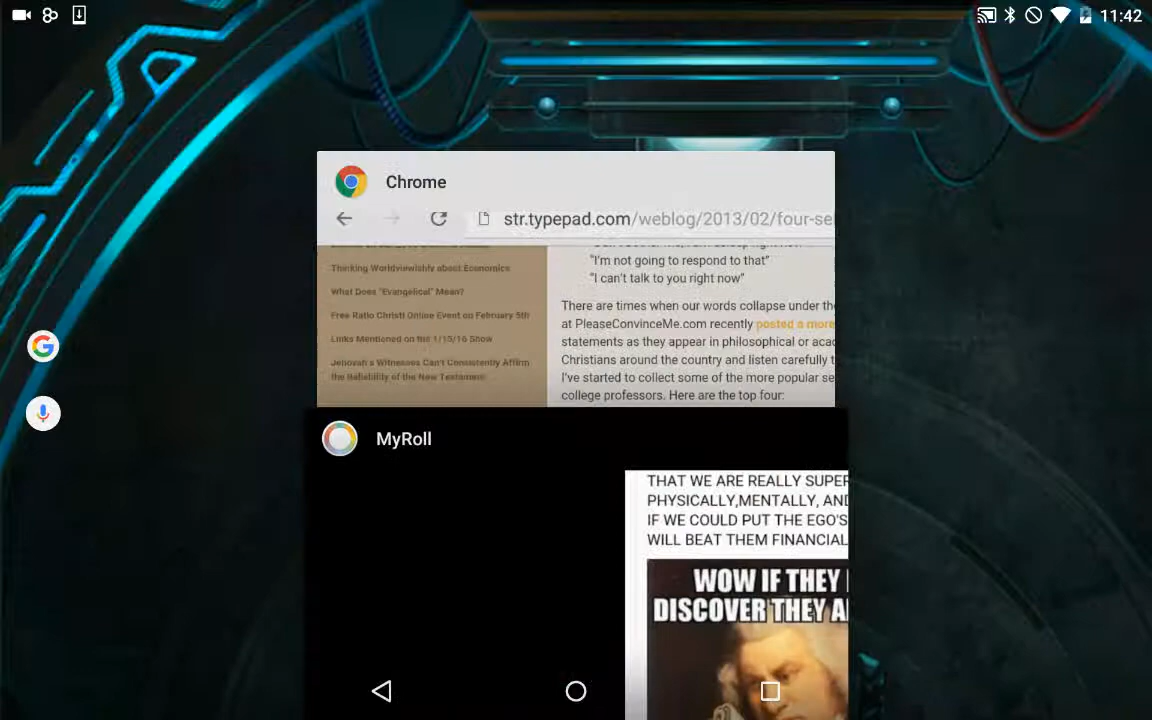 11:42
Chrome
str.typepad.com/weblog/2013/02/four-sel
Thinking Worldviewishly about Economics
What Does "Evangelical" Mean?
Free Ratio Christi Online Event on February 5th
Links Mentioned on the 1/15/16 Show
Jehovah's Witnesses Can't Consistently Affirm
the Reliability of the New Testament
"I'm not going to respond to that"
"I can't talk to you right now"
There are times when our words collapse under the
at PleaseConvinceMe.com recently posted a more
statements as they appear in philosophical or acad
Christians around the country and listen carefully t
I've started to collect some of the more popular se
college professors. Here are the top four:
MyRoll
THAT WE ARE REALLY SUPER
PHYSICALLY,MENTALLY, AND
IF WE COULD PUT THE EGO'S
WILL BEAT THEM FINANCIAL
WOW IF THEY
DISCOVER THEY A